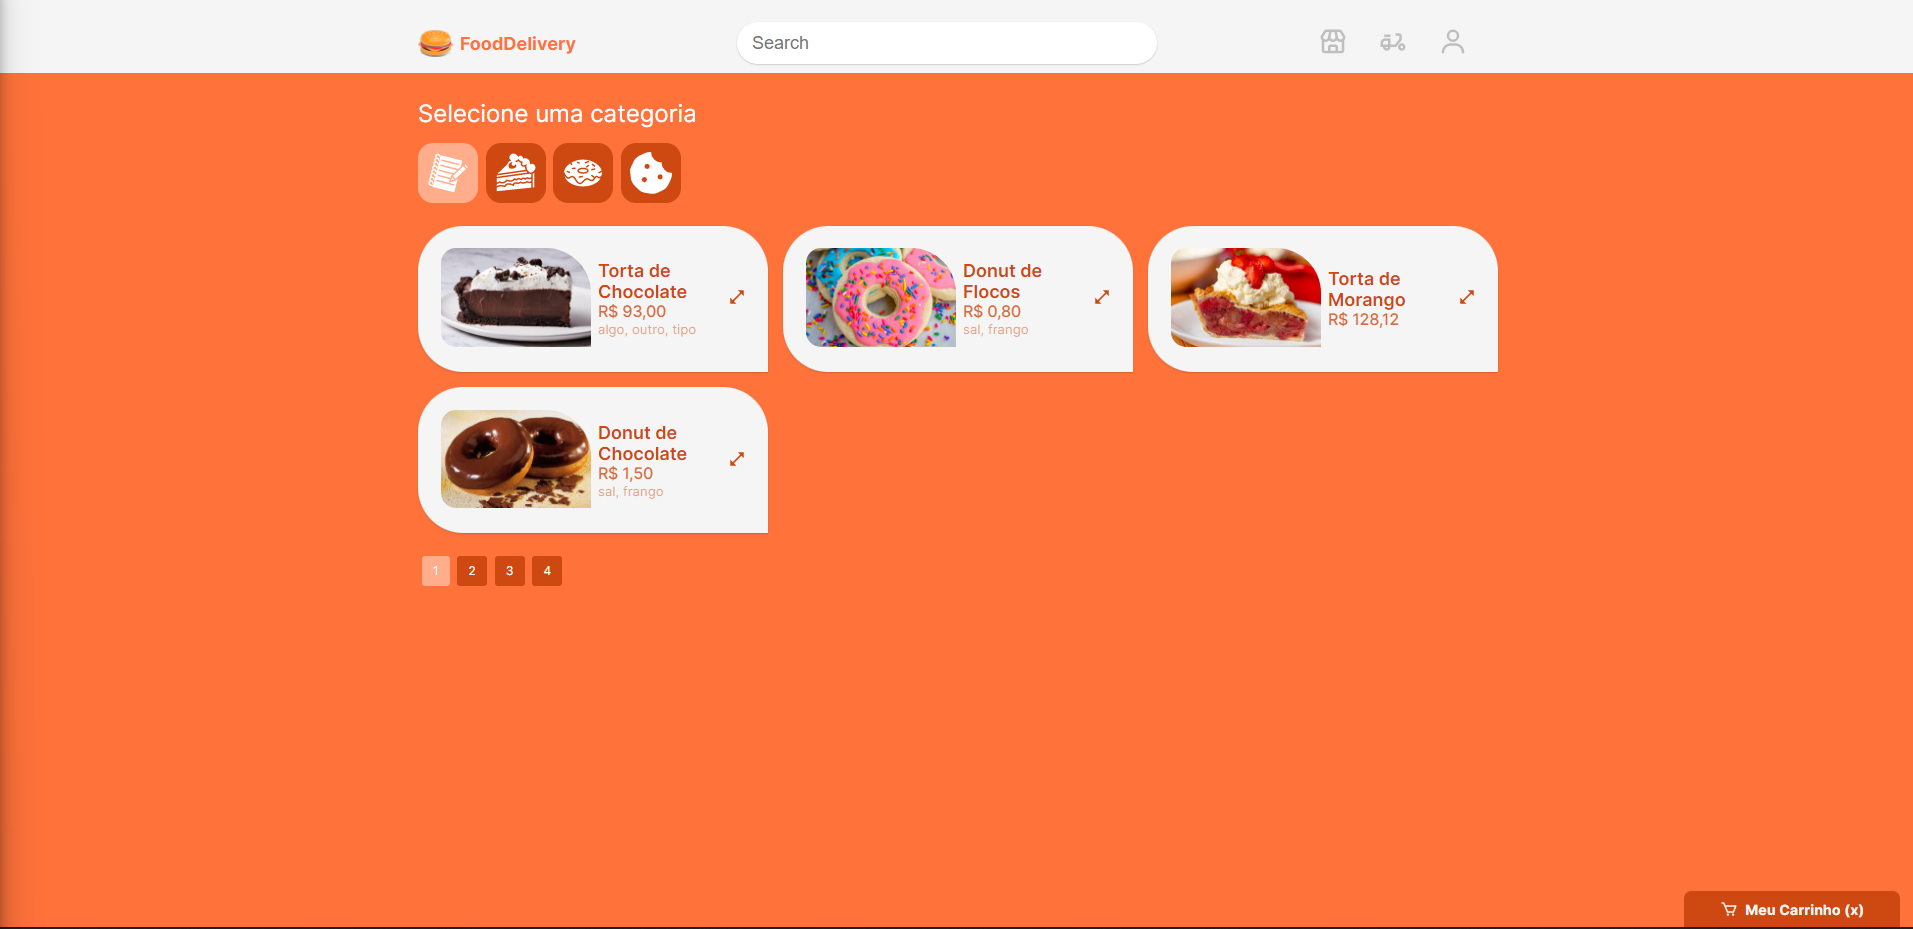 FoodDelivery
Search
Selecione uma categoria
Torta de
Chocolate
R$ 93,00
algo, outro, tipo
Donut de
Flocos
R$ 0,80
sal, frango
Torta de
Morango
R$ 128,12
Donut de
Chocolate
R$ 1,50
sal, frango
1 2 3 4
Meu Carrinho (x)